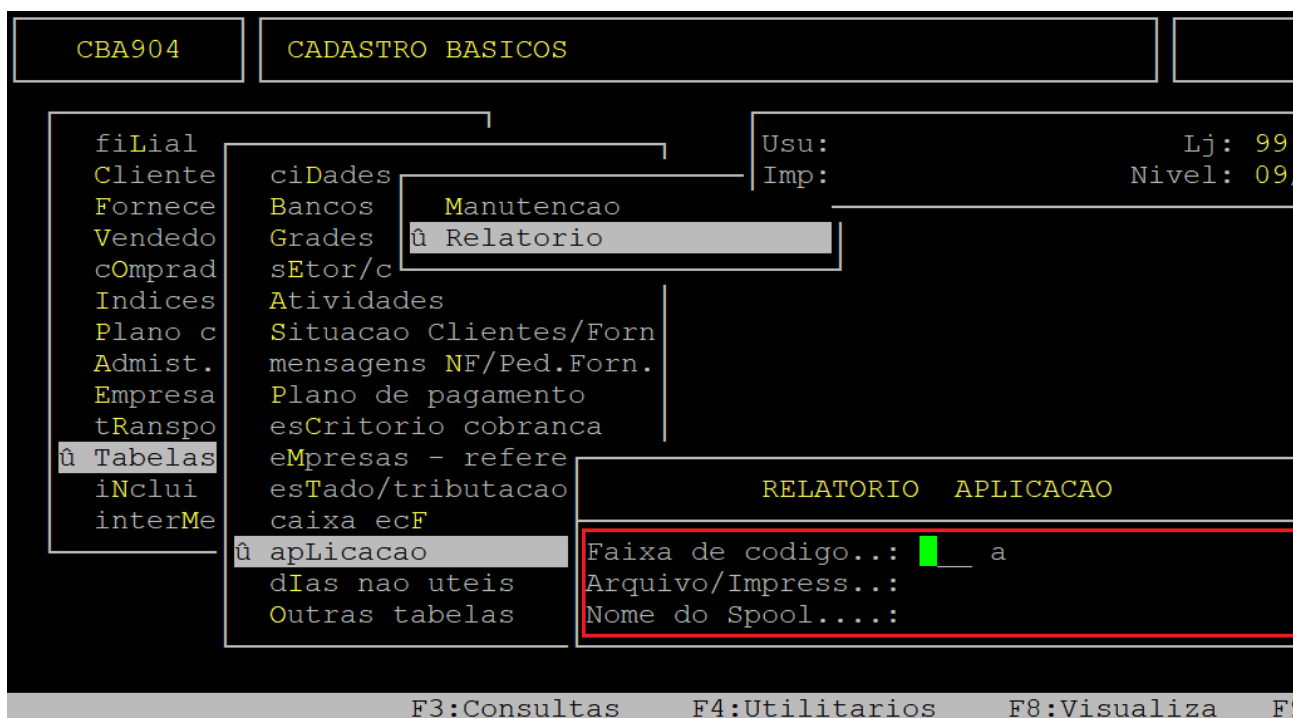 CBA904 CADASTRO BASICOS
fiLial
Cliente
Fornece
Vendedo
cOmprad
Indices
Plano c
Admist.
Empresa
tRanspo
û Tabelas
iNclui
interMe
ciDades
Bancos
Grades
sEtor/c
Atividades
Situacao Clientes/Forn
mensagens NF/Ped.Forn.
Plano de pagamento
esCritorio cobranca
eMpresas - refere
esTado/tributacao
caixa ecF
û apLicacao
dIas nao uteis
Outras tabelas
Manutencao
û Relatorio
Usu: Lj: 99
Imp: Nivel: 09/
RELATORIO APLICACAO
Faixa de codigo..: __ a
Arquivo/Impress..:
Nome do Spool....:
F3:Consultas F4:Utilitarios F8:Visualiza F9